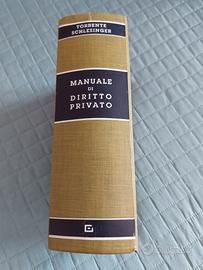 TORRENTE
SCHLESINGER
MANUALE
DI
DIRITTO
PRIVATO